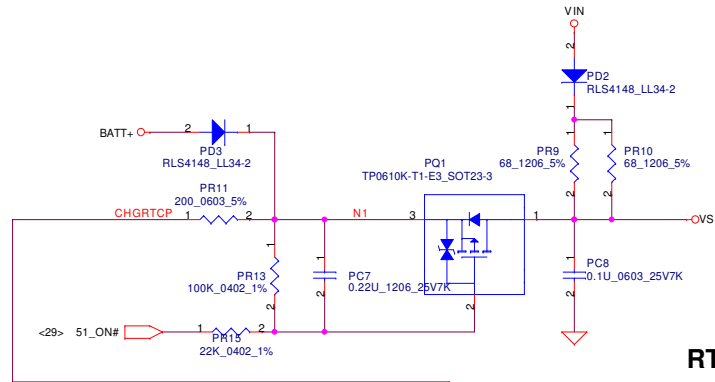 VIN
2
PD2
RLS4148_LL34-2
1
BATT+
2
1
PD3
RLS4148_LL34-2
1
1
PR9
68_1206_5%
PR10
68_1206_5%
2
2
PQ1
TP0610K-T1-E3_SOT23-3
PR11
200_0603_5%
CHGRTCP
1
2
N1
3
1
VS
1
PR13
100K_0402_1%
2
1
PC7
0.22U_1206_25V7K
2
2
1
PC8
0.1U_0603_25V7K
2
<29>
51_ON#
1
2
PR15
22K_0402_1%
RT